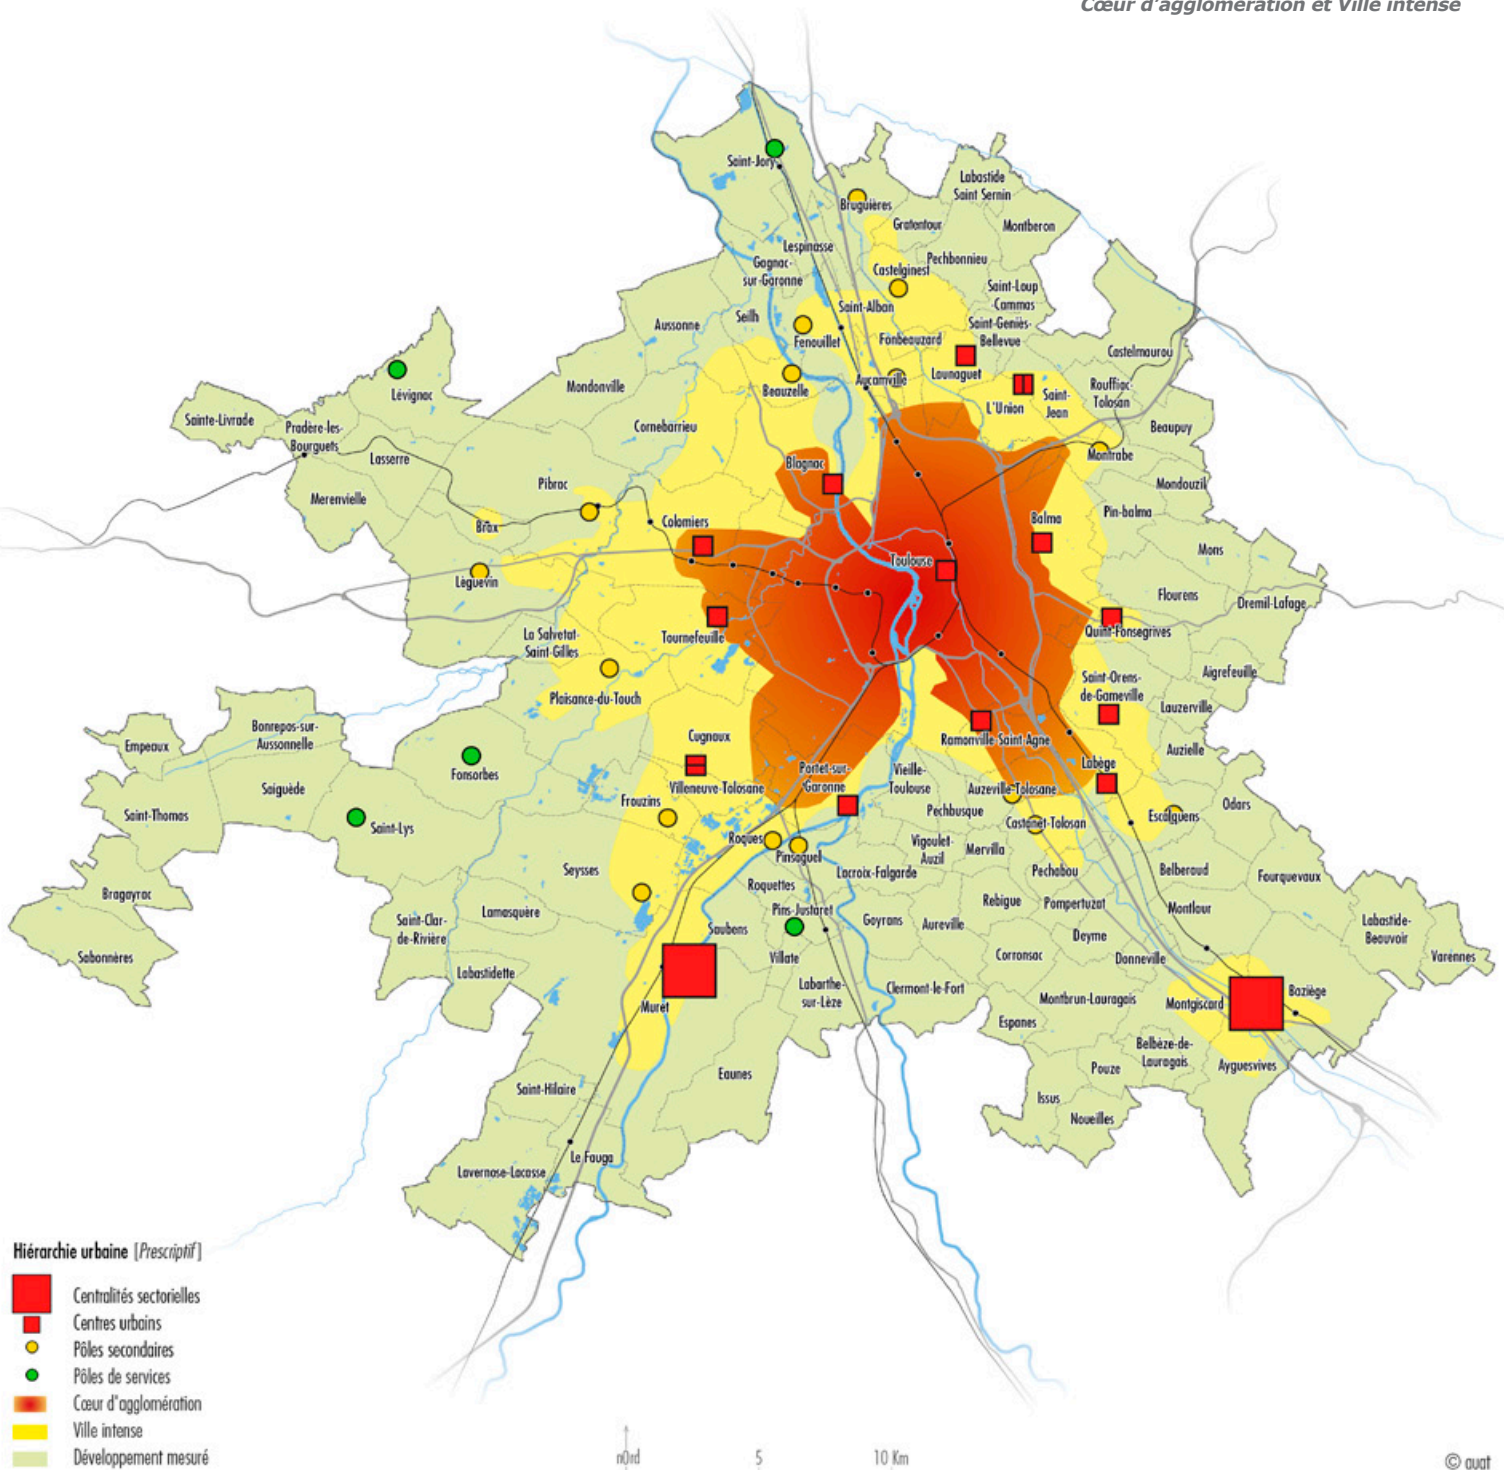 Cœur d'agglomération et Ville intense
Saint-Jory
Labastide
Saint Sernin
Bruguières
Gratentour
Montberon
Lespinasse
Pechbonnieu
Gagnac-
sur-Garonne
Castelginest
Saint-Loup
-Cammas
Saint-Alban
Seilh
Aussonne
Saint-Geniès-
Bellevue
Fenouillet
Fonbeauzard
Castelmaurou
Launaguet
Aucamville
Mondonville
Beauzelle
Rouffiac-
Tolosan
Lévignac
Saint-
Jean
L'Union
Sainte-Livrade
Pradère-les-
Bourguets
Cornebarrieu
Beaupuy
Lasserre
Montrabe
Blagnac
Mondouzil
Pibrac
Merenvielle
Pin-balma
Brax
Colomiers
Balma
Mons
Toulouse
Lèguevin
Flourens
Dremil-Lafage
La Salvetat-
Saint-Gilles
Tournefeuille
Quint-Fonsegrives
Aigrefeuille
Saint-Orens-
de-Gameville
Plaisance-du-Touch
Lauzerville
Bonrepos-sur-
Aussonnelle
Empeaux
Cugnaux
Ramonville-Saint-Agne
Auzielle
Labège
Fonsorbes
Portet-sur-
Garonne
Vieille-
Toulouse
Saiguède
Villeneuve-Tolosane
Auzeville-Tolosane
Frouzins
Odars
Saint-Thomas
Pechbusque
Escalquens
Saint-Lys
Castanet-Tolosan
Roques
Vigoulet-
Auzil
Mervilla
Pinsaguel
Seysses
Lacroix-Falgarde
Pechabou
Belberaud
Fourquevaux
Roquettes
Bragayrac
Rebigue
Pompertuzat
Lamasquère
Pins-Justaret
Montlaur
Saint-Clar-
de-Rivière
Goyrans
Aureville
Labastide-
Beauvoir
Saubens
Deyme
Sabonnères
Villate
Corronsac
Donneville
Varennes
Labastidette
Labarthe-
sur-Lèze
Clermont-le-Fort
Baziège
Montbrun-Lauragais
Montgiscard
Muret
Espanes
Belbèze-de-
Lauragais
Ayguesvives
Pouze
Eaunes
Saint-Hilaire
Issus
Noueilles
Le Fauga
Lavernose-Lacasse
Hiérarchie urbaine [Prescriptif]
Centralités sectorielles
Centres urbains
Pôles secondaires
Pôles de services
Cœur d'agglomération
Ville intense
Développement mesuré
n0rd 5 10 Km
© auat